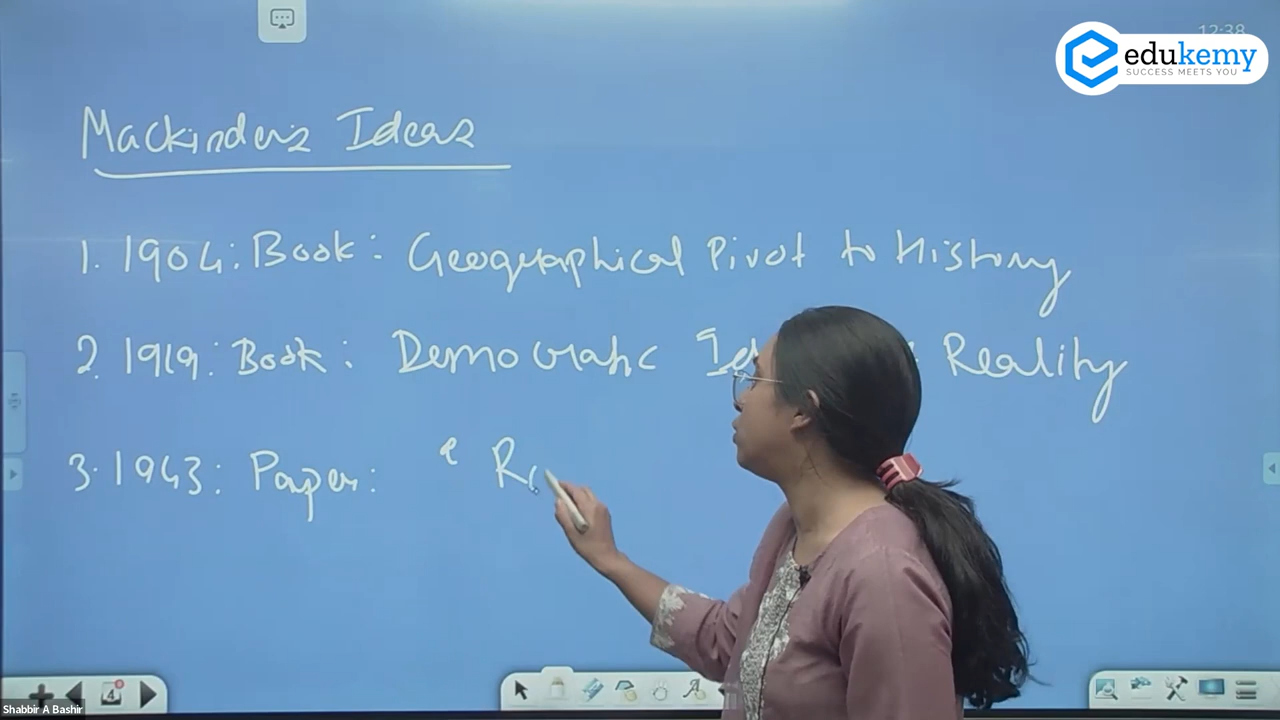 12:38
edukemy
SUCCESS MEETS YOU
Mackinder's Ideas
1. 1904: Book: Geographical Pivot to History
2. 1919: Book: Democratic Reality
3. 1943: Paper: " R
4
Shabbir A Bashir